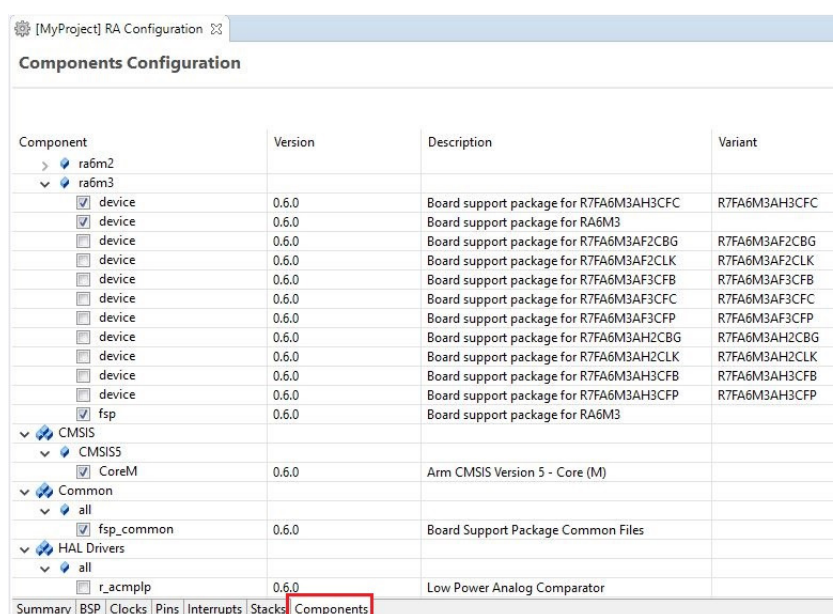 [MyProject] RA Configuration
Components Configuration
Component Version Description Variant
ra6m2
ra6m3
device 0.6.0 Board support package for R7FA6M3AH3CFC R7FA6M3AH3CFC
device 0.6.0 Board support package for RA6M3
device 0.6.0 Board support package for R7FA6M3AF2CBG R7FA6M3AF2CBG
device 0.6.0 Board support package for R7FA6M3AF2CLK R7FA6M3AF2CLK
device 0.6.0 Board support package for R7FA6M3AF3CFB R7FA6M3AF3CFB
device 0.6.0 Board support package for R7FA6M3AF3CFC R7FA6M3AF3CFC
device 0.6.0 Board support package for R7FA6M3AF3CFP R7FA6M3AF3CFP
device 0.6.0 Board support package for R7FA6M3AH2CBG R7FA6M3AH2CBG
device 0.6.0 Board support package for R7FA6M3AH2CLK R7FA6M3AH2CLK
device 0.6.0 Board support package for R7FA6M3AH3CFB R7FA6M3AH3CFB
device 0.6.0 Board support package for R7FA6M3AH3CFP R7FA6M3AH3CFP
fsp 0.6.0 Board support package for RA6M3
CMSIS
CMSIS5
CoreM 0.6.0 Arm CMSIS Version 5 - Core (M)
Common
all
fsp_common 0.6.0 Board Support Package Common Files
HAL Drivers
all
r_acmplp 0.6.0 Low Power Analog Comparator
Summary BSP Clocks Pins Interrupts Stacks Components